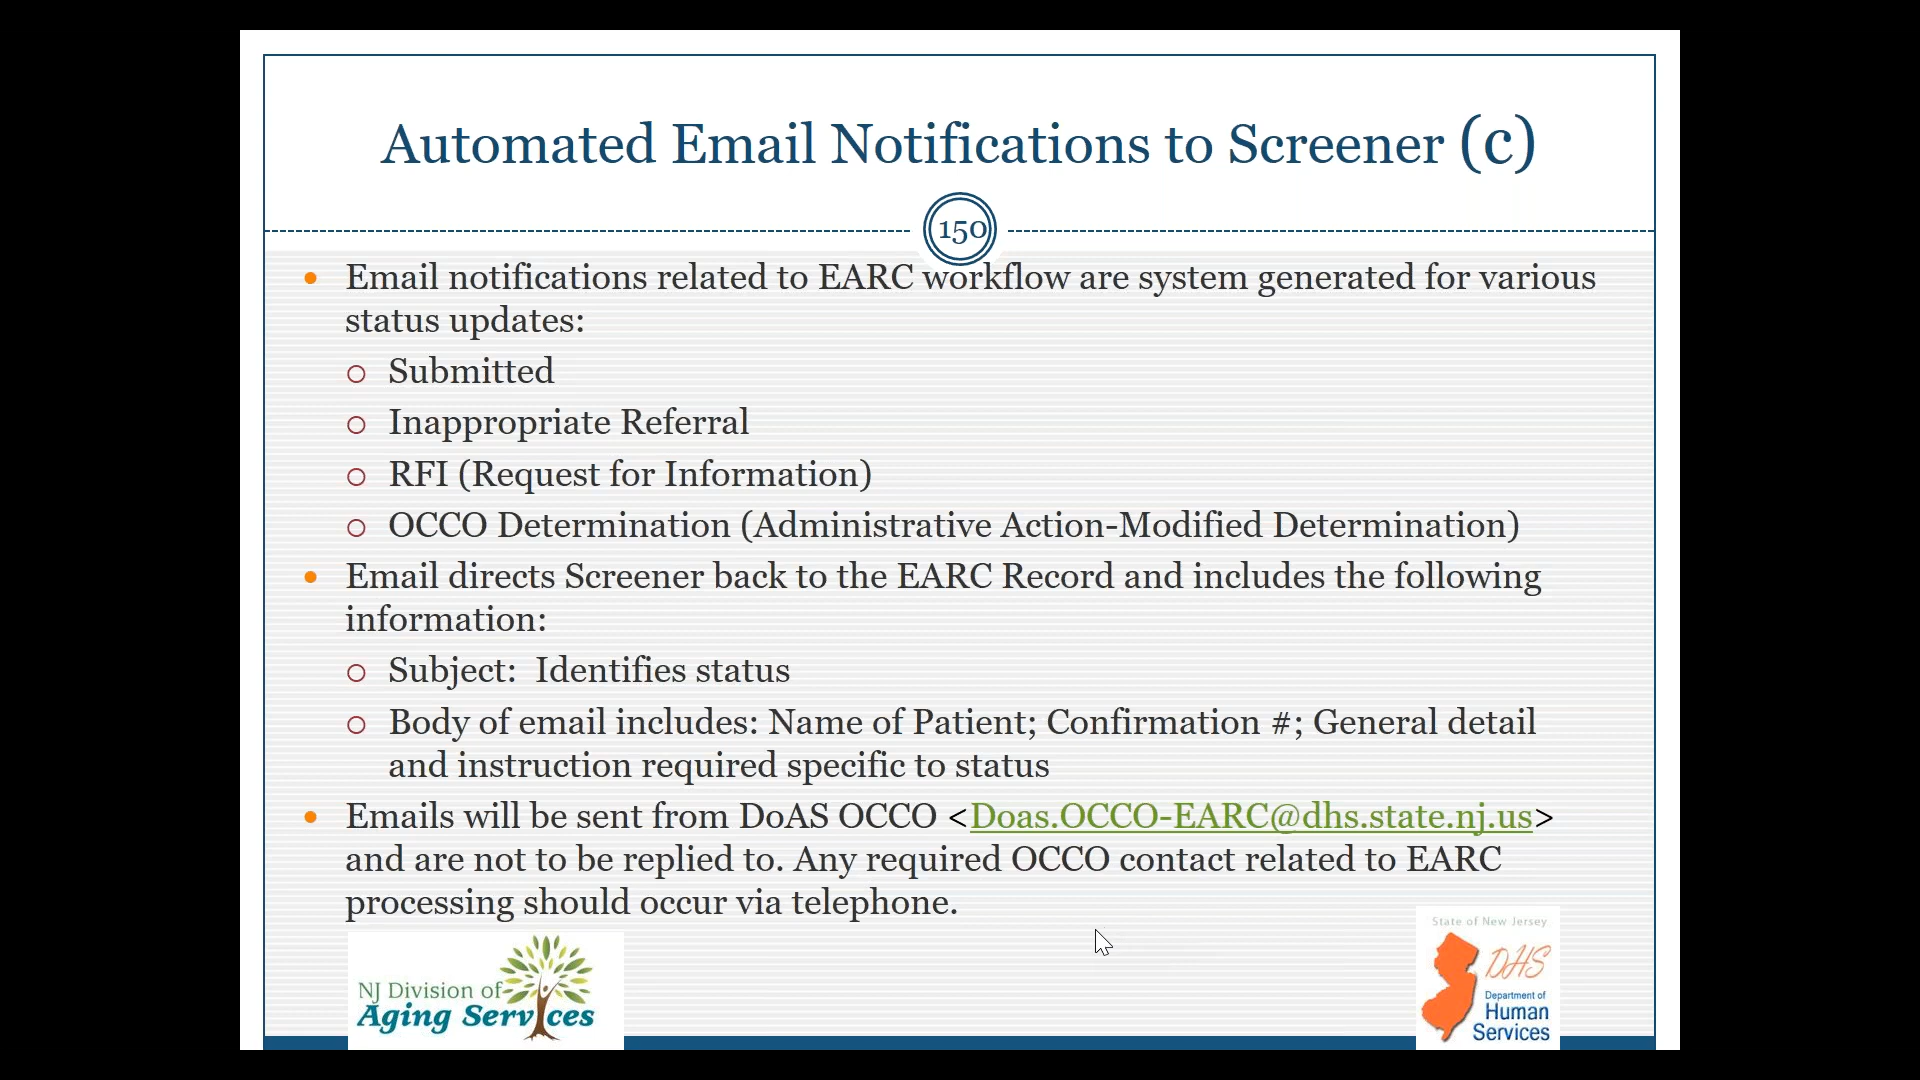 Automated Email Notifications to Screener (c)
150
Email notifications related to EARC workflow are system generated for various
status updates:
Submitted
Inappropriate Referral
RFI (Request for Information)
OCCO Determination (Administrative Action-Modified Determination)
Email directs Screener back to the EARC Record and includes the following
information:
Subject:  Identifies status
Body of email includes: Name of Patient; Confirmation #; General detail
and instruction required specific to status
Emails will be sent from DoAS OCCO <Doas.OCCO-EARC@dhs.state.nj.us>
and are not to be replied to. Any required OCCO contact related to EARC
processing should occur via telephone.
NJ Division of
Aging Services
State of New Jersey
DHS
Department of
Human
Services